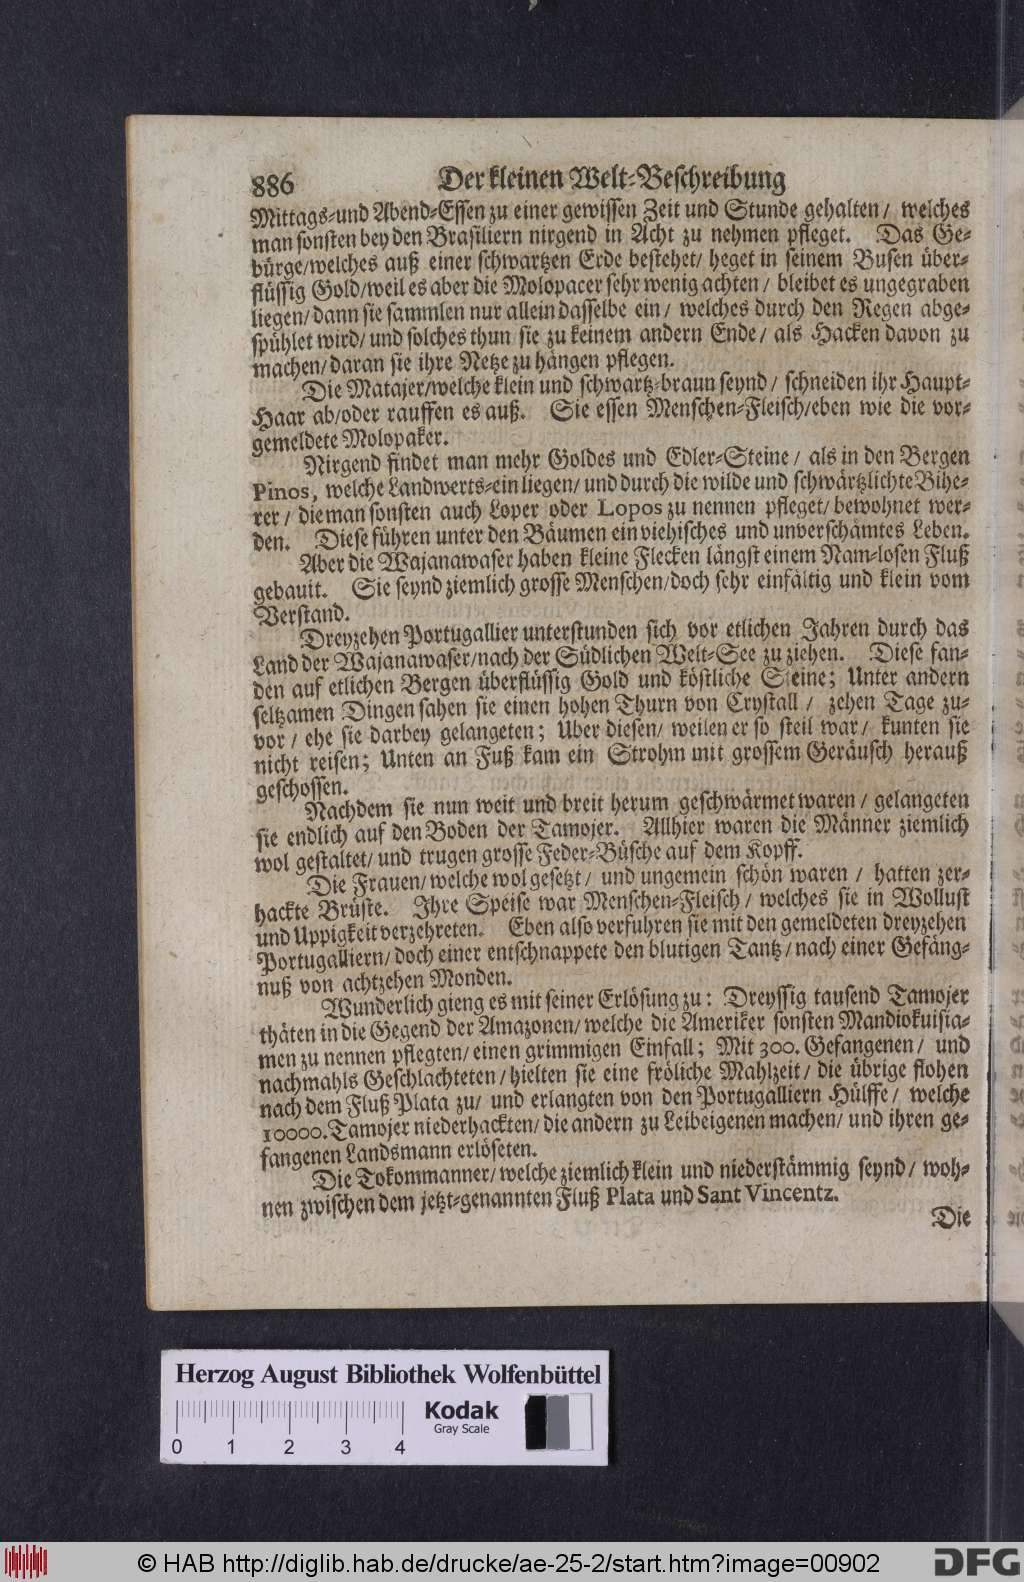 886 Der kleinen Welt-Beschreibung
Mittags-und Abend-Essen zu einer gewissen Zeit und Stunde gehalten / welches
man sonsten bey den Brasiliern nirgend in Acht zu nehmen pfleget. Das Ge-
bürge/welches auß einer schwartzen Erde bestehet/ heget in seinem Busen über-
flüssig Gold/weil es aber die Molopacer sehr wenig achten / bleibet es ungegraben
liegen/dann sie sammlen nur allein dasselbe ein / welches durch den Regen abge-
spühlet wird/ und solches thun sie zu keinem andern Ende / als Hacken davon zu
machen/ daran sie ihre Netze zu hängen pflegen.
Die Matajer/welche klein und schwartz-braun seynd / schneiden ihr Haupt-
Haar ab/oder rauffen es auß. Sie essen Menschen-Fleisch/eben wie die vor-
gemeldete Molopaker.
Nirgend findet man mehr Goldes und Edler-Steine / als in den Bergen
Pinos, welche Landwerts-ein liegen/ und durch die wilde und schwärtzlichte Bihe-
rer / die man sonsten auch Loper oder Lopos zu nennen pfleget/ bewohnet wer-
den. Diese führen unter den Bäumen ein viehisches und unverschämtes Leben.
Aber die Wajanawaser haben kleine Flecken längst einem Nam-losen Fluß
gebauit. Sie seynd ziemlich grosse Menschen/doch sehr einfältig und klein vom
Verstand.
Dreyzehen Portugallier unterstunden sich vor etlichen Jahren durch das
Land der Wajanawaser/nach der Südlichen Welt-See zu ziehen. Diese fan-
den auf etlichen Bergen überflüssig Gold und köstliche Steine; Unter andern
seltzamen Dingen sahen sie einen hohen Thurn von Crystall / zehen Tage zu-
vor / ehe sie darbey gelangeten; Uber diesen/ weilen er so steil war / kunten sie
nicht reisen; Unten an Fuß kam ein Strohm mit grossem Geräusch herauß
geschossen.
Nachdem sie nun weit und breit herum geschwärmet waren / gelangeten
sie endlich auf den Boden der Tamojer. Allhier waren die Männer ziemlich
wol gestaltet/ und trugen grosse Feder-Büsche auf dem Kopff.
Die Frauen/ welche wol gesetzt / und ungemein schön waren / hatten zer-
hackte Brüste. Ihre Speise war Menschen-Fleisch / welches sie in Wollust
und Uppigkeit verzehreten. Eben also verfuhren sie mit den gemeldeten dreyzehen
Portugalliern/ doch einer entschnappete den blutigen Tantz / nach einer Gefäng-
nuß von achtzehen Monden.
Wunderlich gieng es mit seiner Erlösung zu: Dreyssig tausend Tamojer
thäten in die Gegend der Amazonen/ welche die Ameriker sonsten Mandiokuisia-
men zu nennen pflegten/ einen grimmigen Einfall; Mit 300. Gefangenen / und
nachmahls Geschlachteten / hielten sie eine fröliche Mahlzeit / die übrige flohen
nach dem Fluß Plata zu/ und erlangten von den Portugalliern Hülffe / welche
10000. Tamojer niederhackten/ die andern zu Leibeigenen machen/ und ihren ge-
fangenen Landsmann erlöseten.
Die Tokommanner/ welche ziemlich klein und niederstämmig seynd / woh-
nen zwischen dem jetzt-genannten Fluß Plata und Sant Vincentz.
Die
Herzog August Bibliothek Wolfenbüttel
Kodak
Gray Scale
0 1 2 3 4
© HAB http://diglib.hab.de/drucke/ae-25-2/start.htm?image=00902
DFG